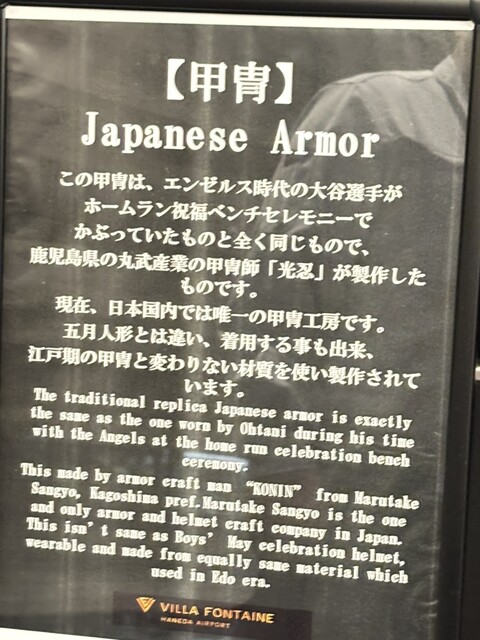 【甲冑】
Japanese Armor
この甲冑は、エンゼルス時代の大谷選手が
ホームラン祝福ベンチセレモニーで
かぶっていたものと全く同じもので、
鹿児島県の丸武産業の甲冑師「光忍」が製作した
ものです。
現在、日本国内では唯一の甲冑工房です。
五月人形とは違い、着用する事も出来、
江戸期の甲冑と変わりない材質を使い製作されて
います。
The traditional replica Japanese armor is exactly
the same as the one worn by Ohtani during his time
with the Angels at the home run celebration bench
ceremony.
This made by armor craft man “KONIN” from Marutake
Sangyo, Kagoshima pref.Marutake Sangyo is the one
and only armor and helmet craft company in Japan.
This isn't same as Boys' May celebration helmet,
wearable and made from equally same material which
used in Edo era.
VILLA FONTAINE
HANEDA AIRPORT